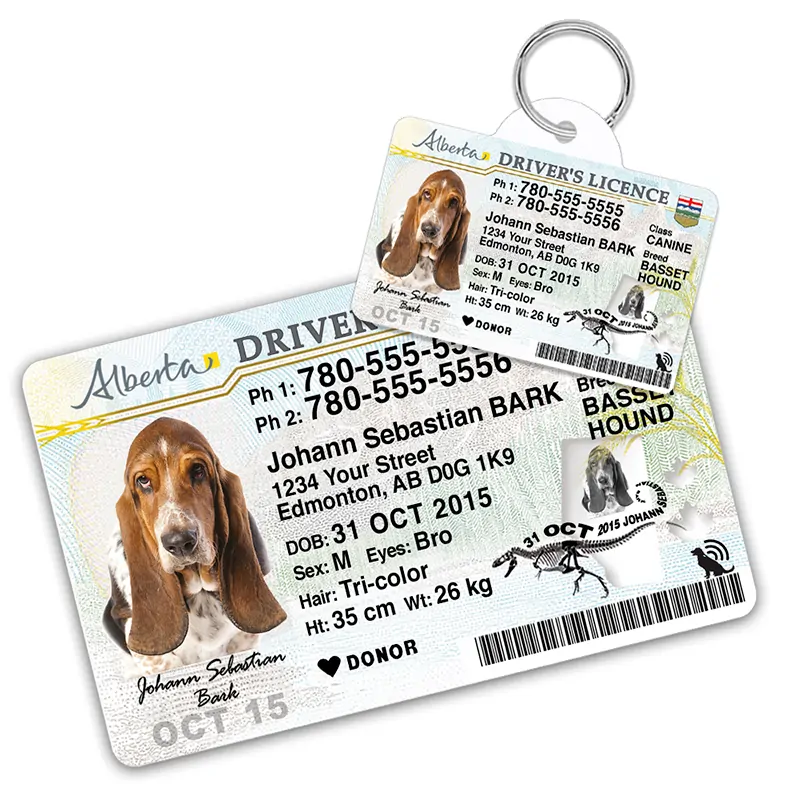 Alberta
DRIVER'S LICENCE
Ph 1: 780-555-5555
Ph 2: 780-555-5556
Johann Sebastian BARK
1234 Your Street
Edmonton, AB D0G 1K9
DOB: 31 OCT 2015
Sex: M Eyes: Bro
Hair: Tri-color
Ht: 35 cm Wt: 26 kg
DONOR
Class
CANINE
Breed
BASSET
HOUND
31 OCT 2015 JOHANN
Johann Sebastian
Bark
OCT 15
Alberta
DRIVER
Ph 1: 780-555-55
Ph 2: 780-555-5556
Johann Sebastian BARK
1234 Your Street
Edmonton, AB D0G 1K9
DOB: 31 OCT 2015
Sex: M Eyes: Bro
Hair: Tri-color
Ht: 35 cm Wt: 26 kg
DONOR
Breed
BASSET
HOUND
31 OCT 2015 JOHANN
Johann Sebastian
Bark
OCT 15